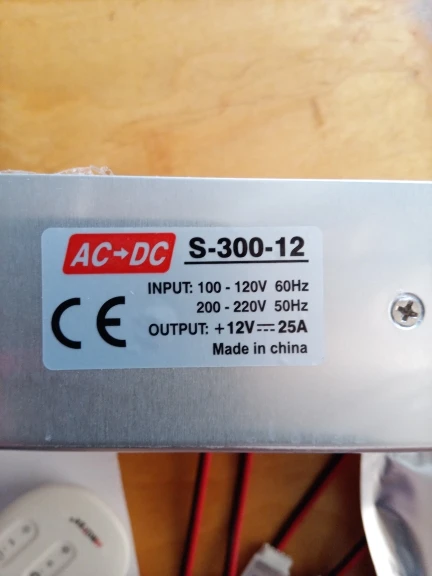 AC→DC S-300-12
INPUT: 100 - 120V 60Hz
200 - 220V 50Hz
CE
OUTPUT: +12V⎓25A
Made in china